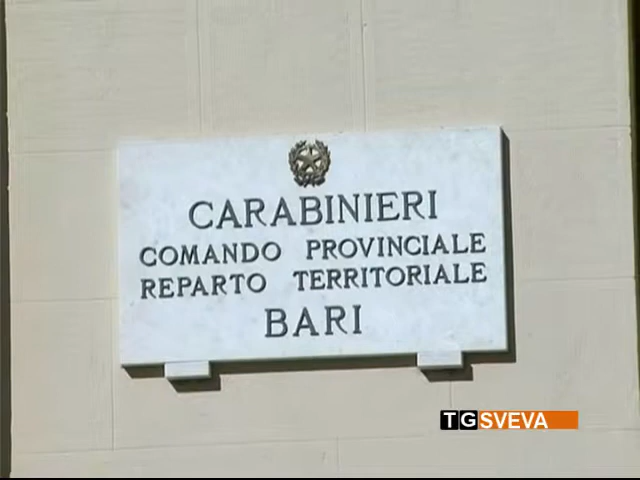 CARABINIERI
COMANDO PROVINCIALE
REPARTO TERRITORIALE
BARI
TGSVEVA